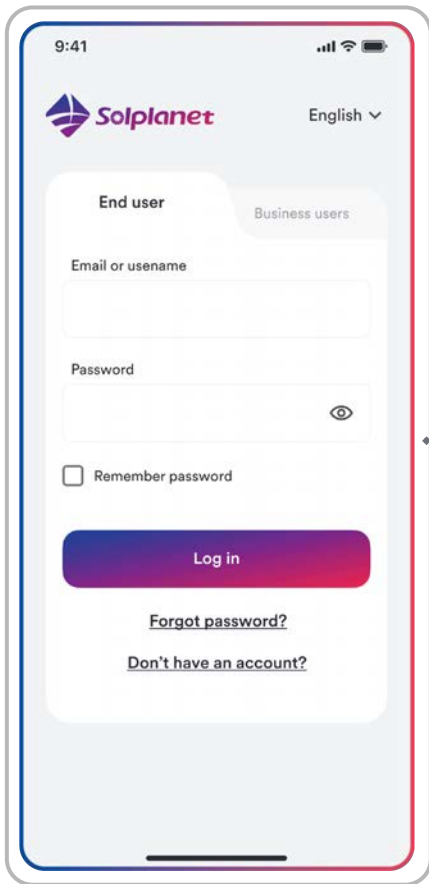 9:41
Solplanet
English
End user
Business users
Email or usename
Password
Remember password
Log in
Forgot password?
Don't have an account?